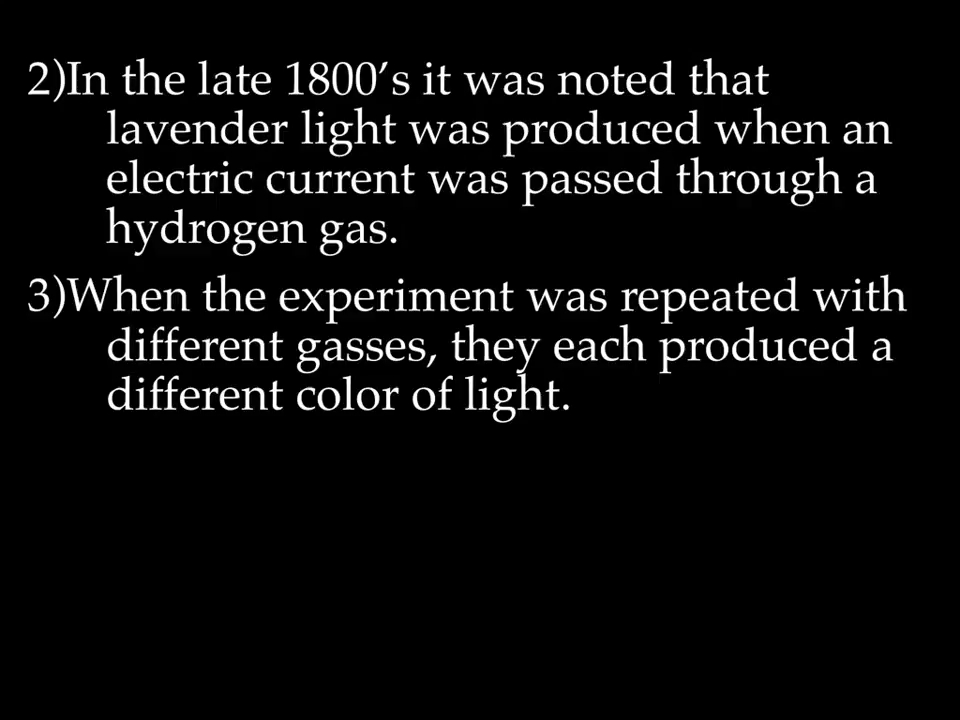 2)In the late 1800’s it was noted that
lavender light was produced when an
electric current was passed through a
hydrogen gas.
3)When the experiment was repeated with
different gasses, they each produced a
different color of light.